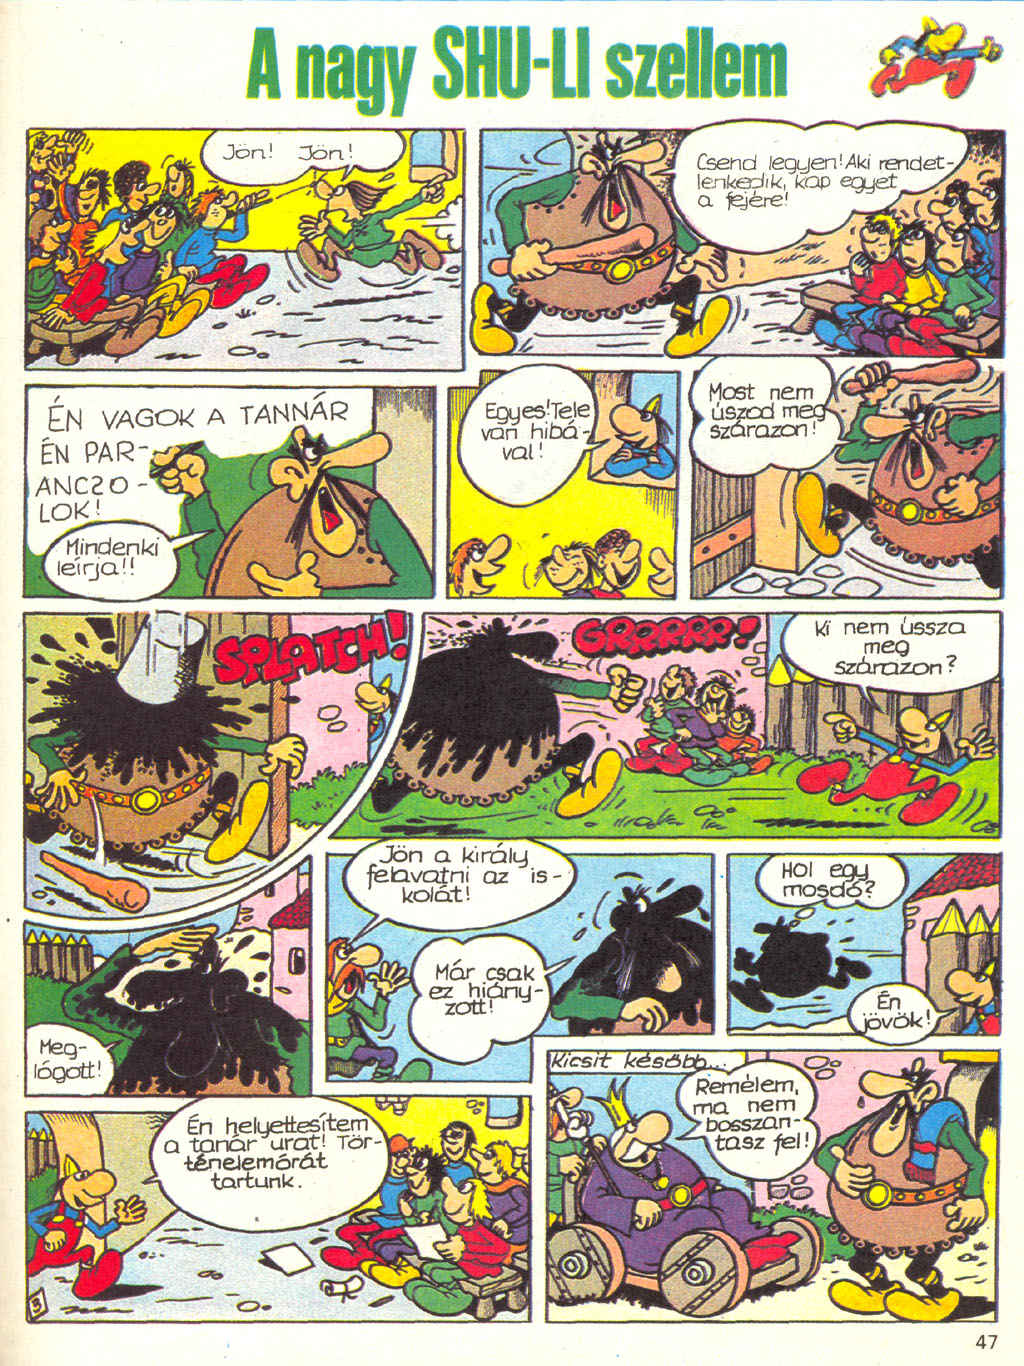 A nagy SHU-LI szellem
Jön! Jön!
Csend legyen! Aki rendet-
lenkedik, kap egyet
a fejére!
ÉN VAGOK A TANNÁR
ÉN PAR-
ANCZO-
LOK!
Mindenki
leírja!!
Egyes! Tele
van hibá-
val!
Most nem
úszod meg
szárazon!
SPLATCH!
GRRRRR!
Ki nem ússza
meg
szárazon?
Meg-
lógott!
Jön a király
felavatni az is-
kolát!
Már csak
ez hiány-
zott!
Hol egy
mosdó?
Én
jövök!
Én helyettesítem
a tanár urat! Tör-
ténelemórát
tartunk.
3
Kicsit később...
Remélem,
ma nem
bosszan-
tasz fel!
47